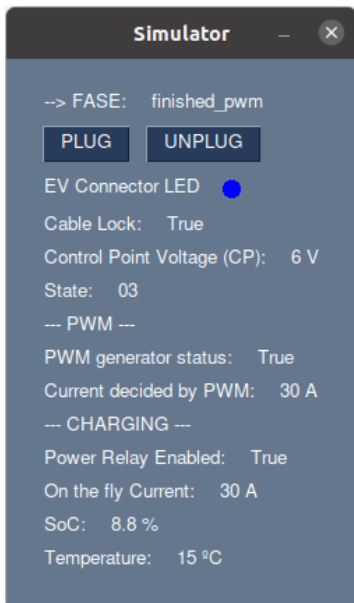 Simulator
--> FASE: finished_pwm
PLUG UNPLUG
EV Connector LED
Cable Lock: True
Control Point Voltage (CP): 6 V
State: 03
--- PWM ---
PWM generator status: True
Current decided by PWM: 30 A
--- CHARGING ---
Power Relay Enabled: True
On the fly Current: 30 A
SoC: 8.8 %
Temperature: 15 ºC